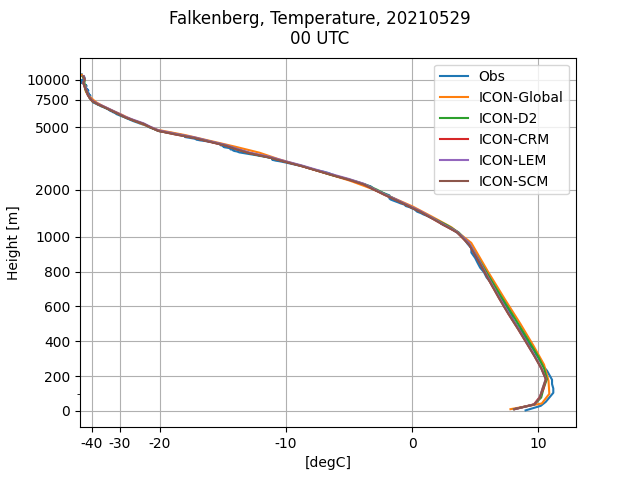 Falkenberg, Temperature, 20210529
00 UTC
Obs
ICON-Global
ICON-D2
ICON-CRM
ICON-LEM
ICON-SCM
10000
7500
5000
2000
1000
800
600
400
200
0
Height [m]
-40 -30 -20 -10 0 10
[degC]